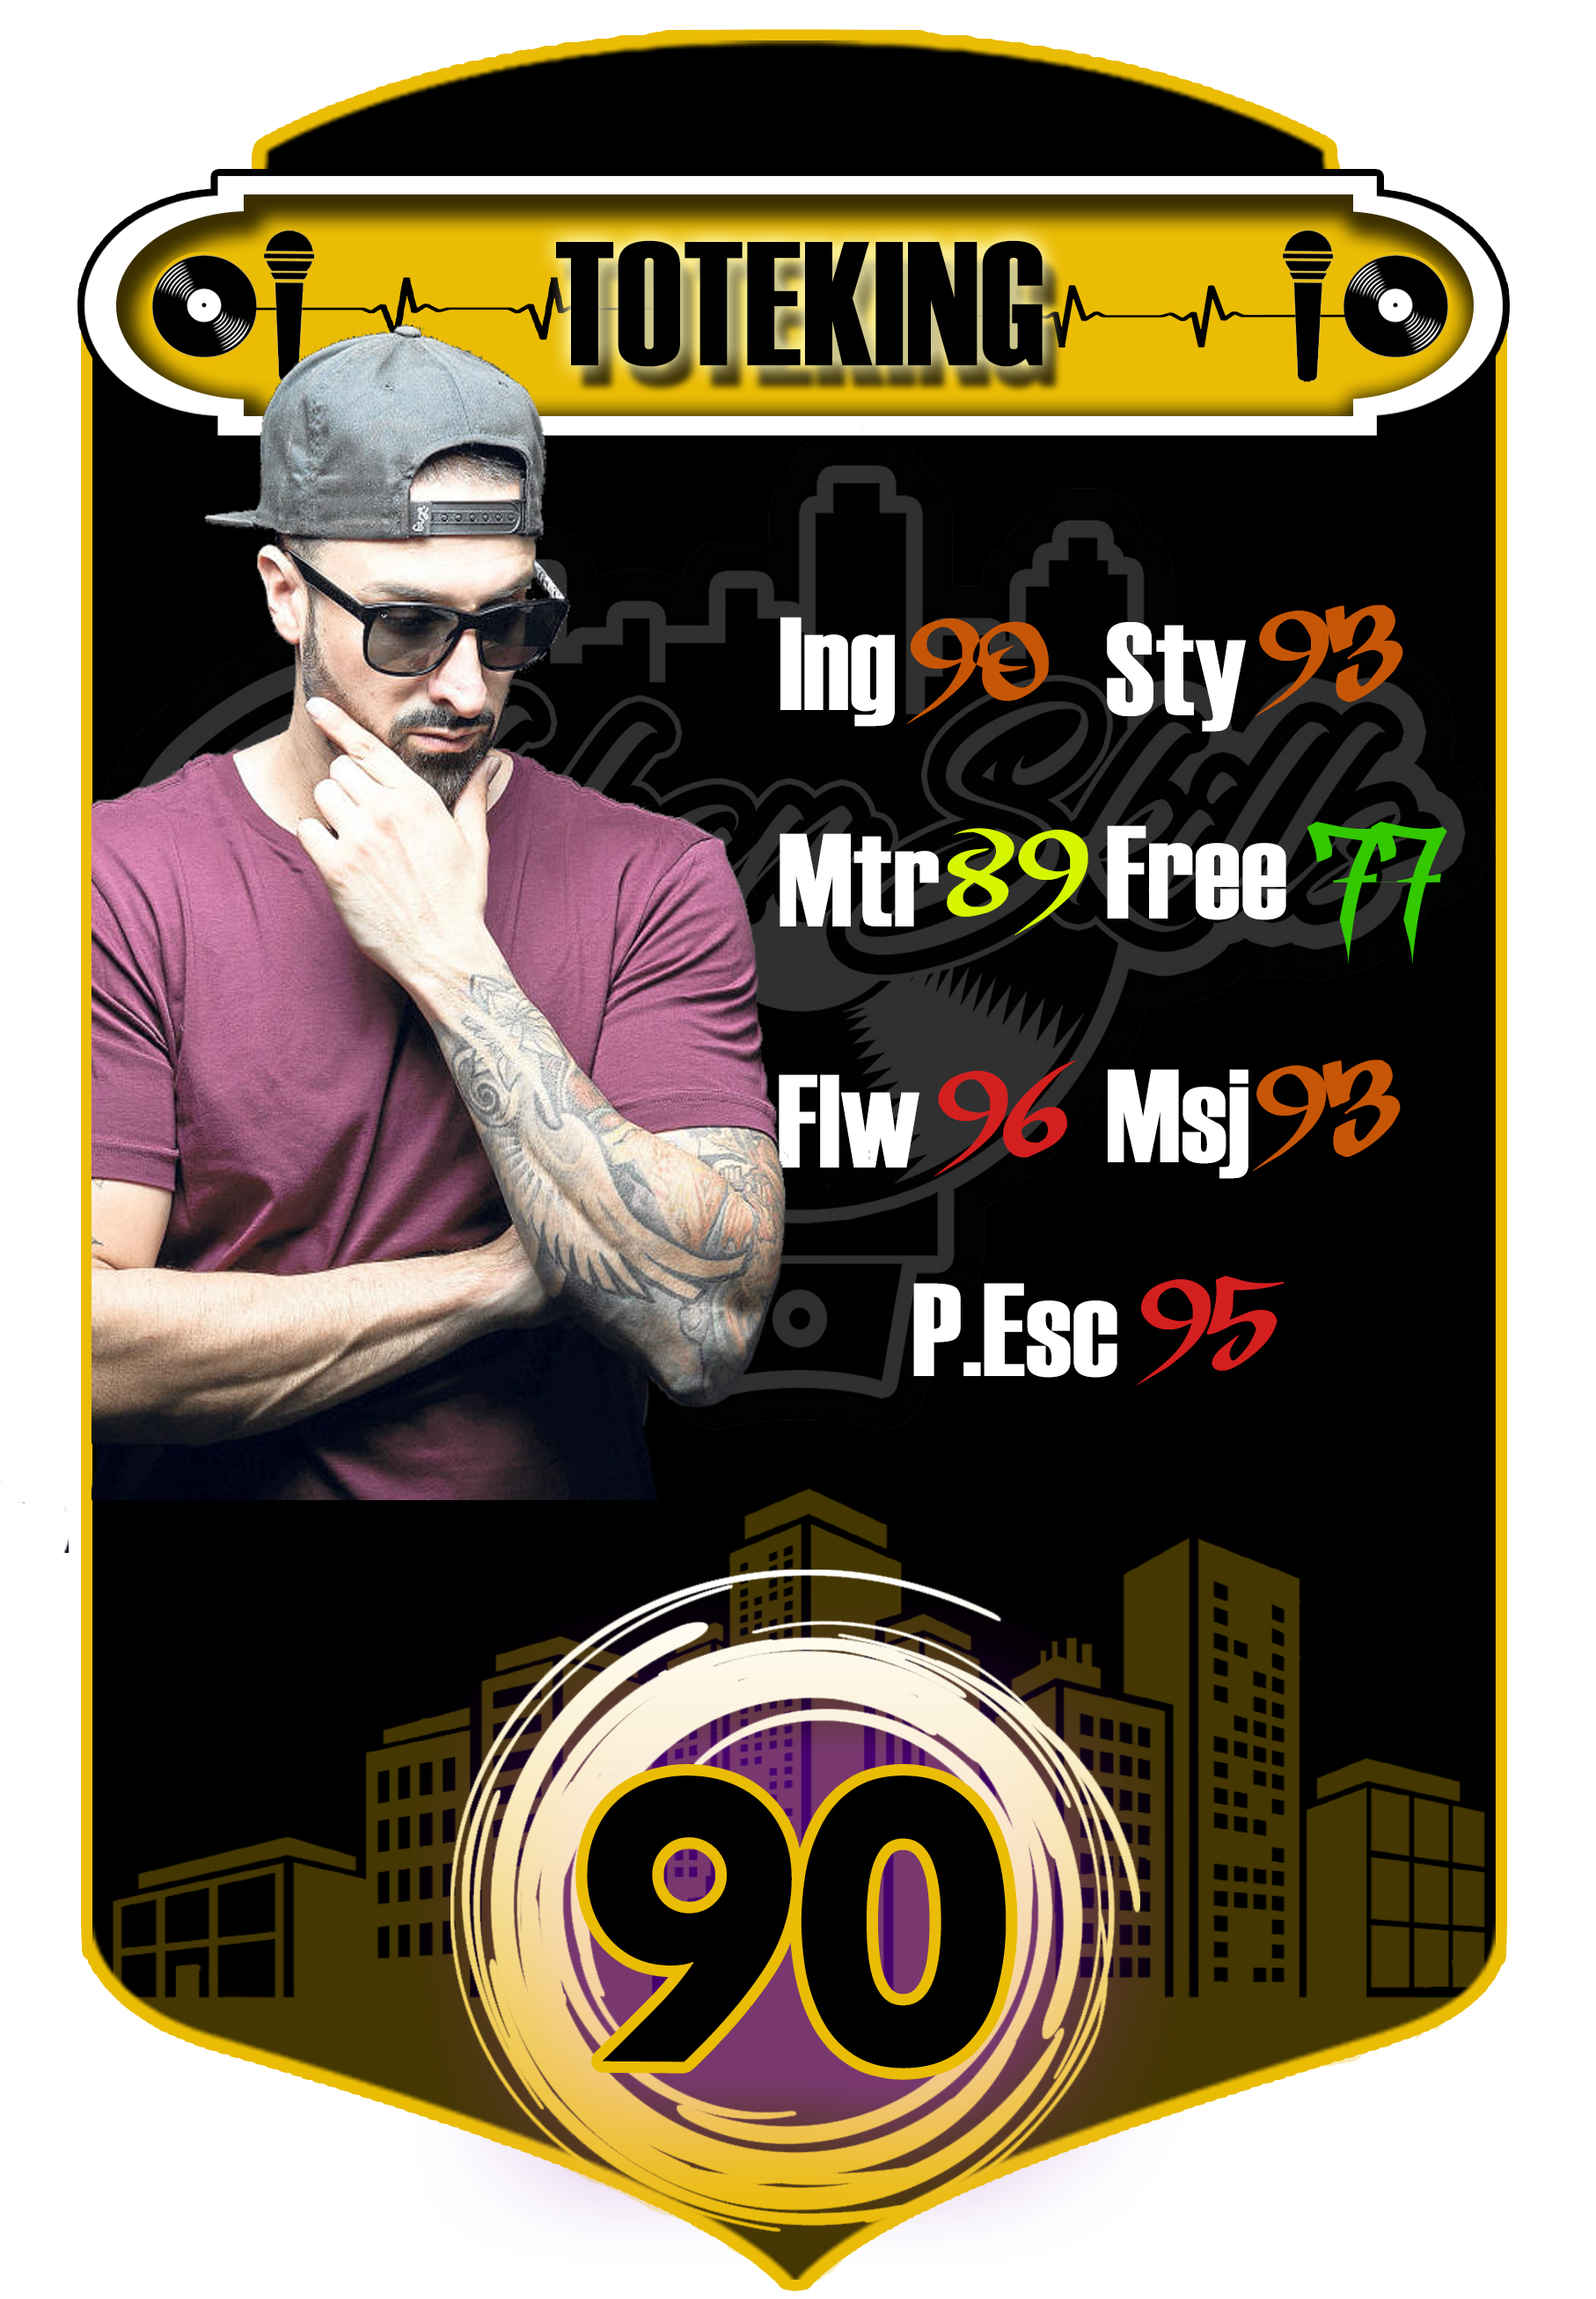 TOTEKING
Ing 90 Sty 93
Mtr 89 Free 77
Flw 96 Msj 93
P.Esc 95
90